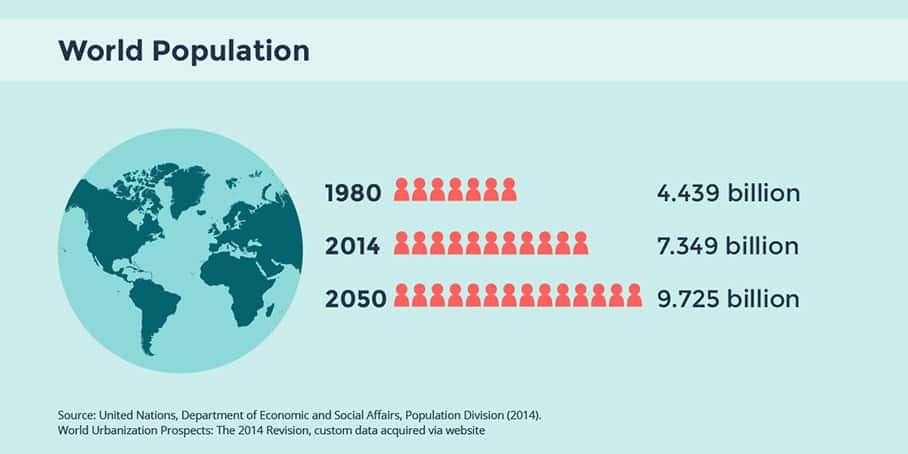 World Population
1980 4.439 billion
2014 7.349 billion
2050 9.725 billion
Source: United Nations, Department of Economic and Social Affairs, Population Division (2014).
World Urbanization Prospects: The 2014 Revision, custom data acquired via website